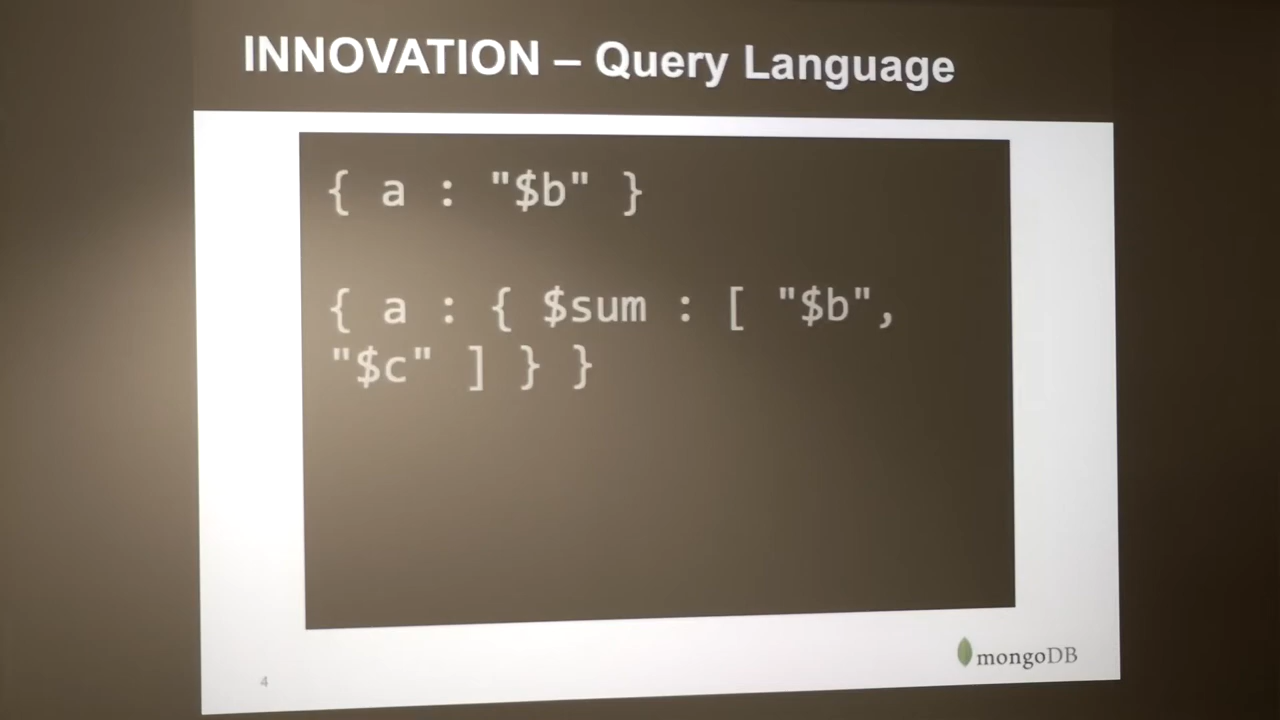 INNOVATION – Query Language
{ a : "$b" }
{ a : { $sum : [ "$b",
"$c" ] } }
mongoDB
4